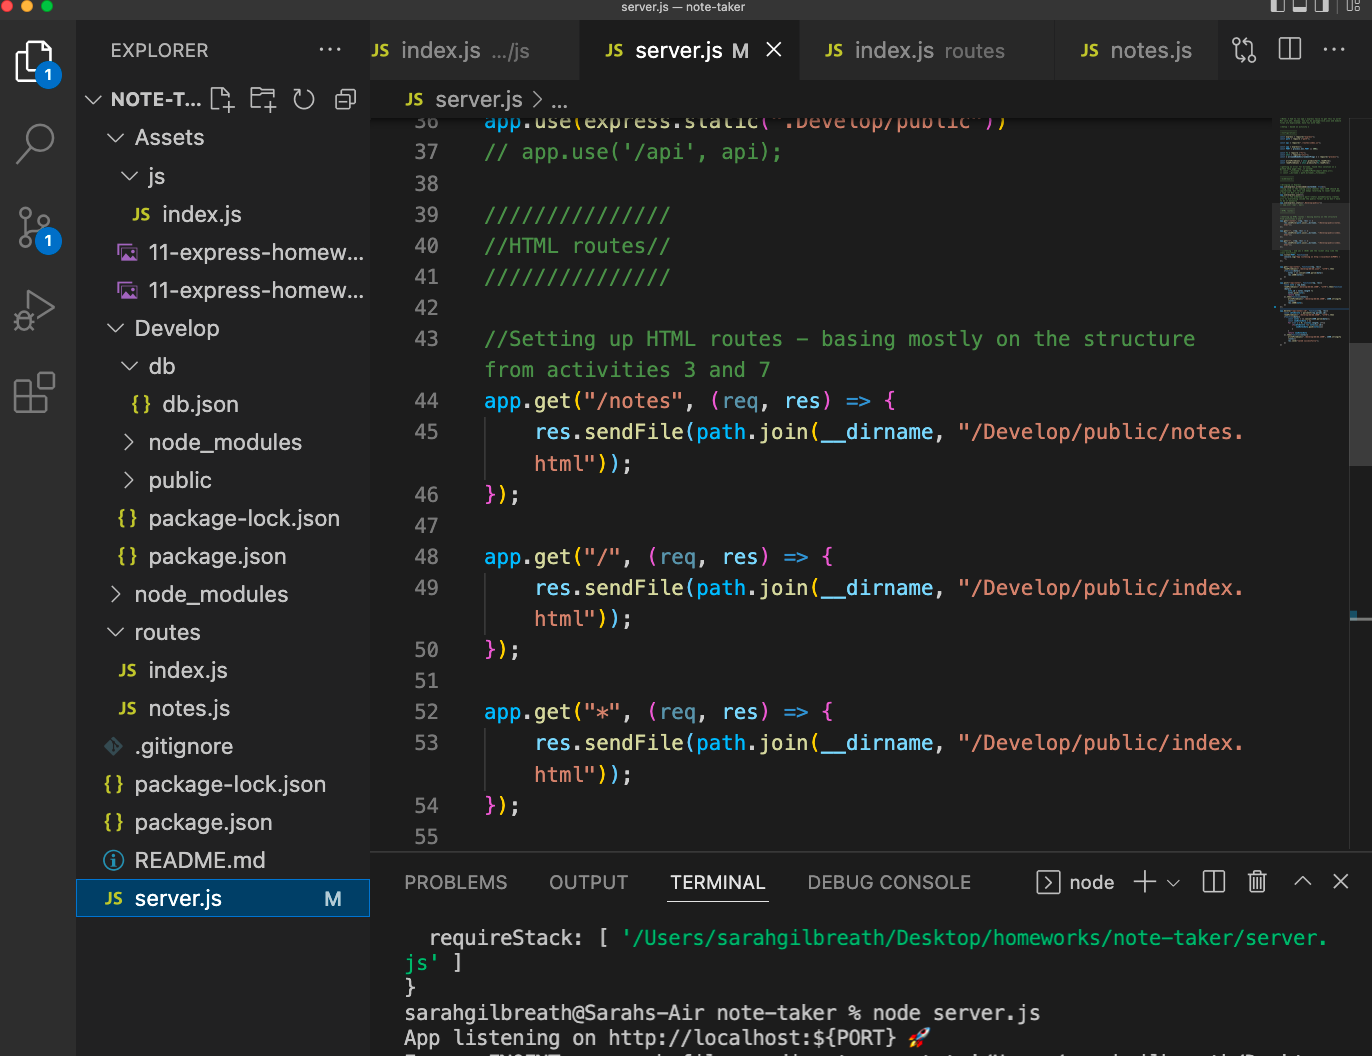 server.js — note-taker
EXPLORER
NOTE-T...
Assets
js
JS index.js
11-express-homew...
11-express-homew...
Develop
db
{} db.json
node_modules
public
{} package-lock.json
{} package.json
node_modules
routes
JS index.js
JS notes.js
.gitignore
{} package-lock.json
{} package.json
README.md
JS server.js M
1
1
JS index.js .../js
JS server.js M
JS index.js routes
JS notes.js
JS server.js > ...
36 app.use(express.static(".Develop/public"))
37 // app.use('/api', api);
38
39 ///////////////
40 //HTML routes//
41 ///////////////
42
43 //Setting up HTML routes - basing mostly on the structure
from activities 3 and 7
44 app.get("/notes", (req, res) => {
45 res.sendFile(path.join(__dirname, "/Develop/public/notes.
html"));
46 });
47
48 app.get("/", (req, res) => {
49 res.sendFile(path.join(__dirname, "/Develop/public/index.
html"));
50 });
51
52 app.get("*", (req, res) => {
53 res.sendFile(path.join(__dirname, "/Develop/public/index.
html"));
54 });
55
PROBLEMS OUTPUT TERMINAL DEBUG CONSOLE node
requireStack: [ '/Users/sarahgilbreath/Desktop/homeworks/note-taker/server.
js' ]
}
sarahgilbreath@Sarahs-Air note-taker % node server.js
App listening on http://localhost:${PORT} 🚀